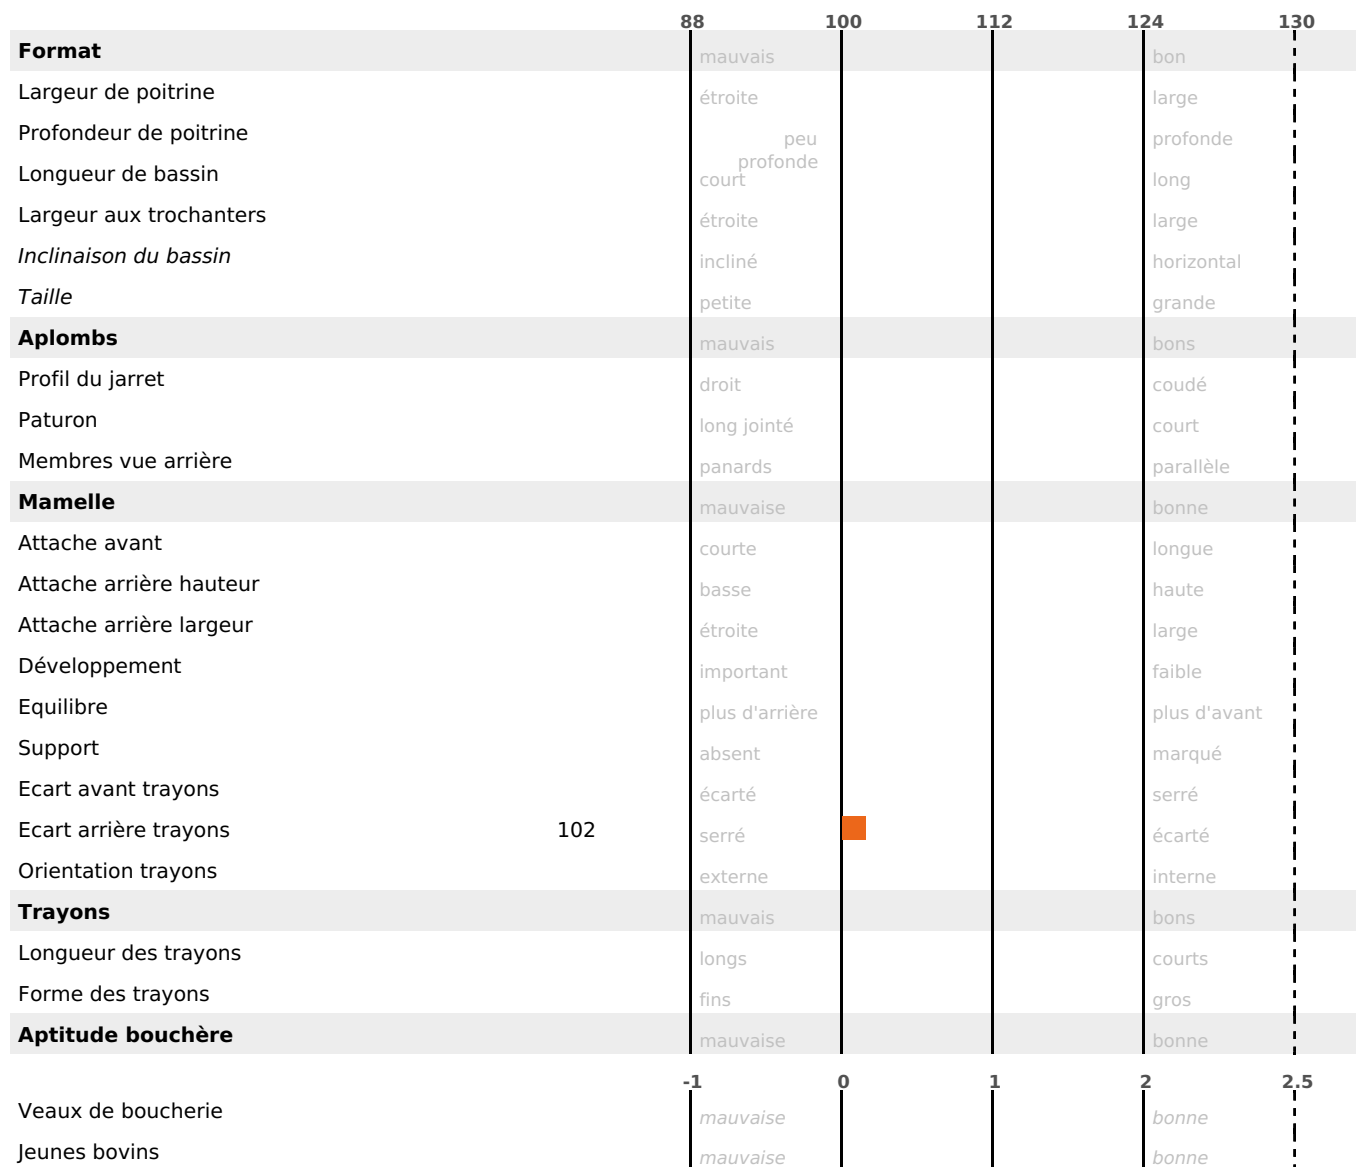 88 100 112 124 130
Format mauvais bon
Largeur de poitrine étroite large
Profondeur de poitrine peu profonde
profonde
Longueur de bassin court long
Largeur aux trochanters étroite large
Inclinaison du bassin incliné horizontal
Taille petite grande
Aplombs mauvais bons
Profil du jarret droit coudé
Paturon long jointé court
Membres vue arrière panards parallèle
Mamelle mauvaise bonne
Attache avant courte longue
Attache arrière hauteur basse haute
Attache arrière largeur étroite large
Développement important faible
Equilibre plus d'arrière plus d'avant
Support absent marqué
Ecart avant trayons écarté serré
Ecart arrière trayons 102 serré écarté
Orientation trayons externe interne
Trayons mauvais bons
Longueur des trayons longs courts
Forme des trayons fins gros
Aptitude bouchère mauvaise bonne
-1 0 1 2 2.5
Veaux de boucherie mauvaise bonne
Jeunes bovins mauvaise bonne